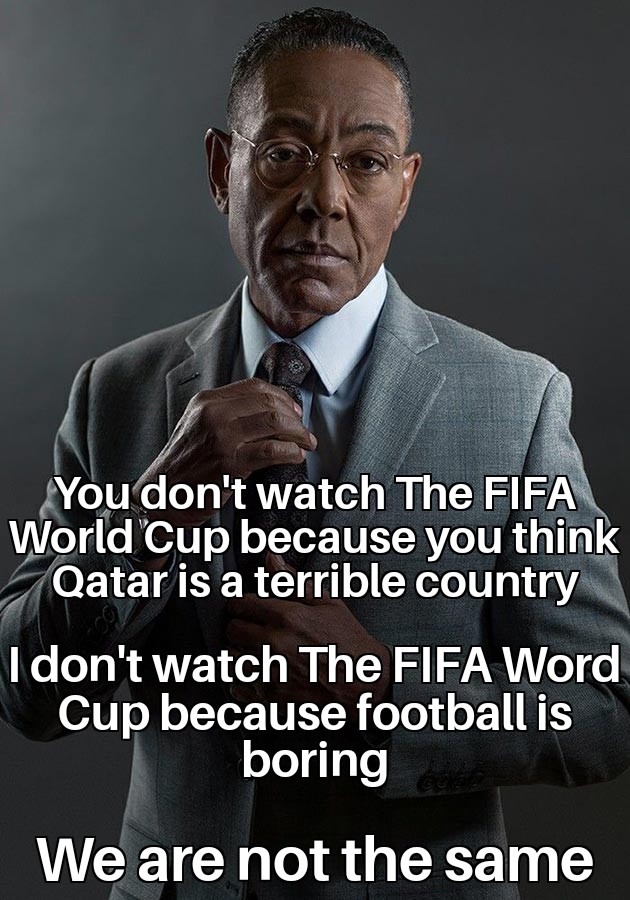 You don't watch The FIFA
World Cup because you think
Qatar is a terrible country
I don't watch The FIFA Word
Cup because football is
boring
We are not the same